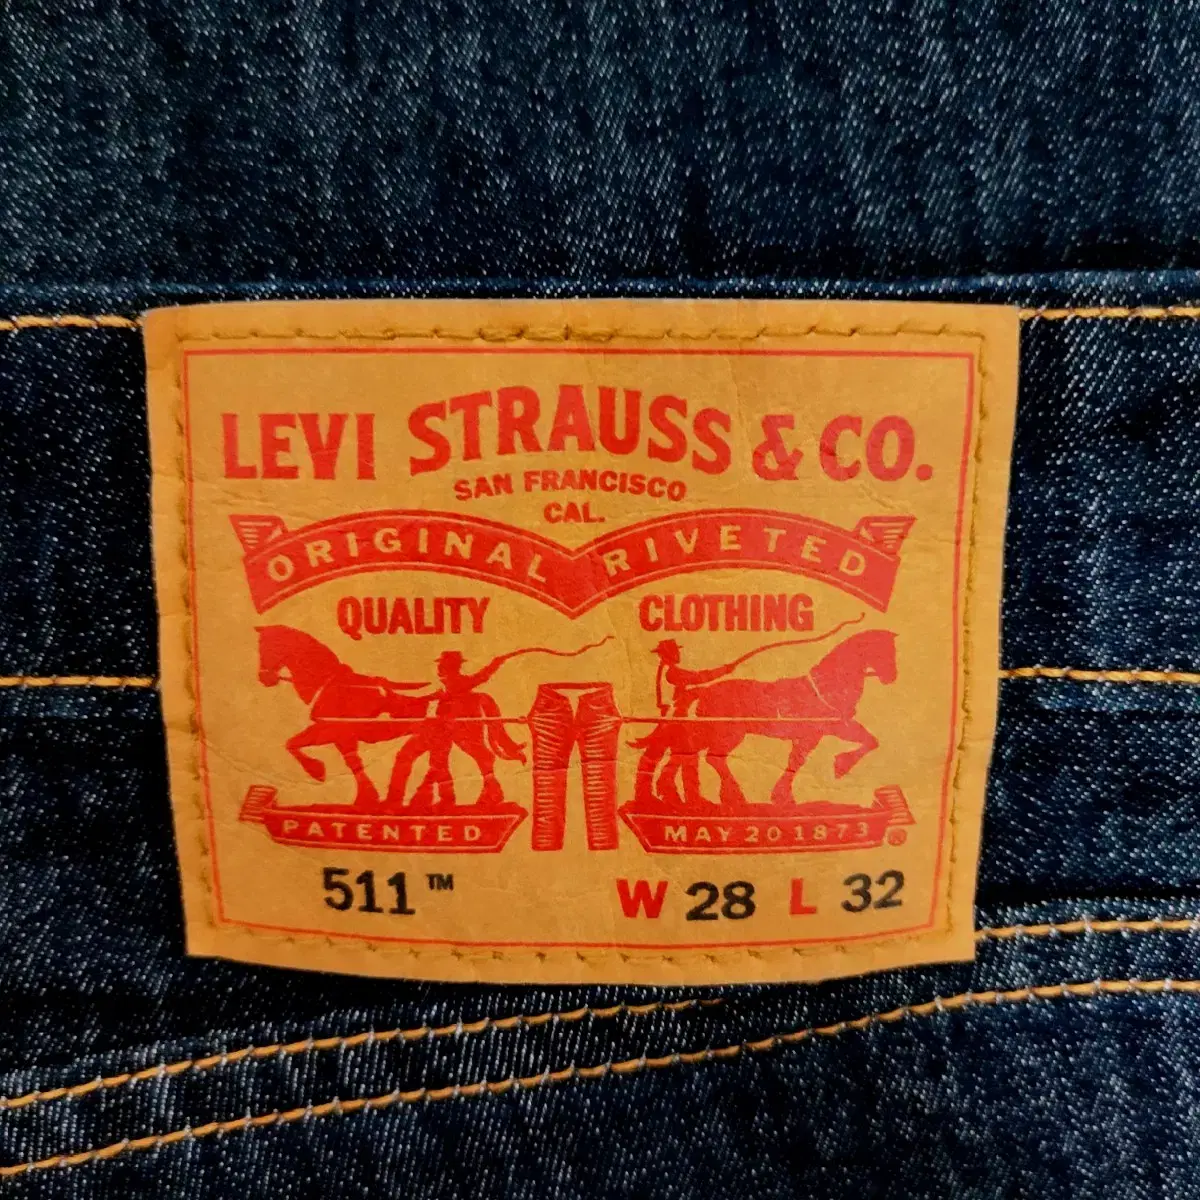 LEVI STRAUSS & CO.
SAN FRANCISCO
CAL.
ORIGINAL RIVETED
QUALITY CLOTHING
PATENTED MAY 20 1873 ®
511™ W 28 L 32